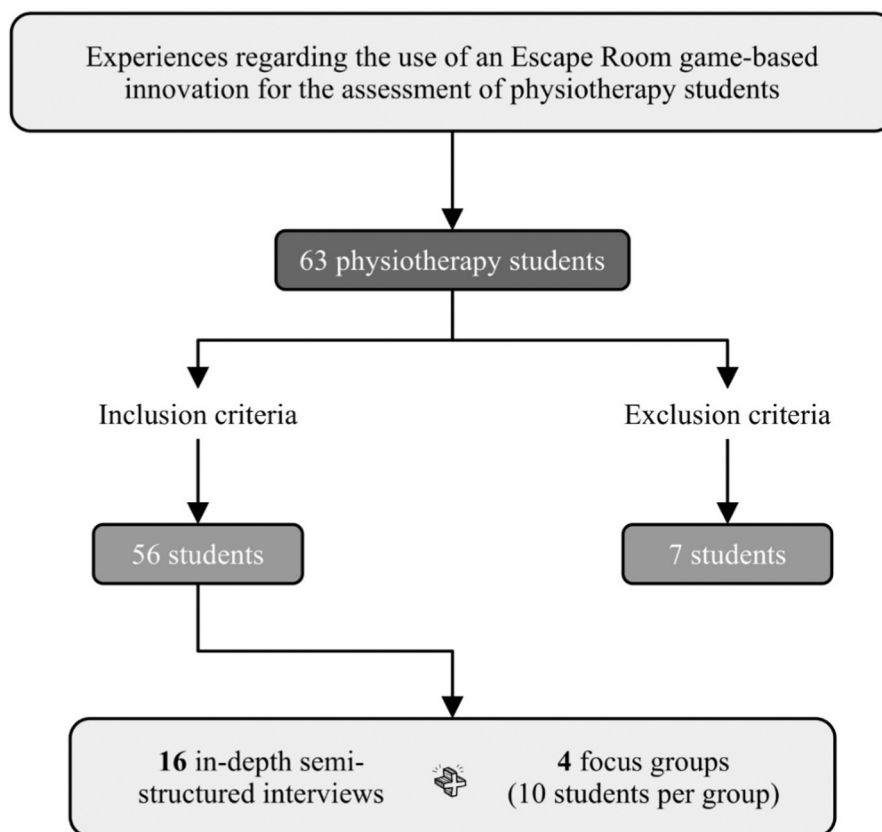 Experiences regarding the use of an Escape Room game-based
innovation for the assessment of physiotherapy students
63 physiotherapy students
Inclusion criteria
Exclusion criteria
56 students
7 students
16 in-depth semi-
structured interviews
4 focus groups
(10 students per group)